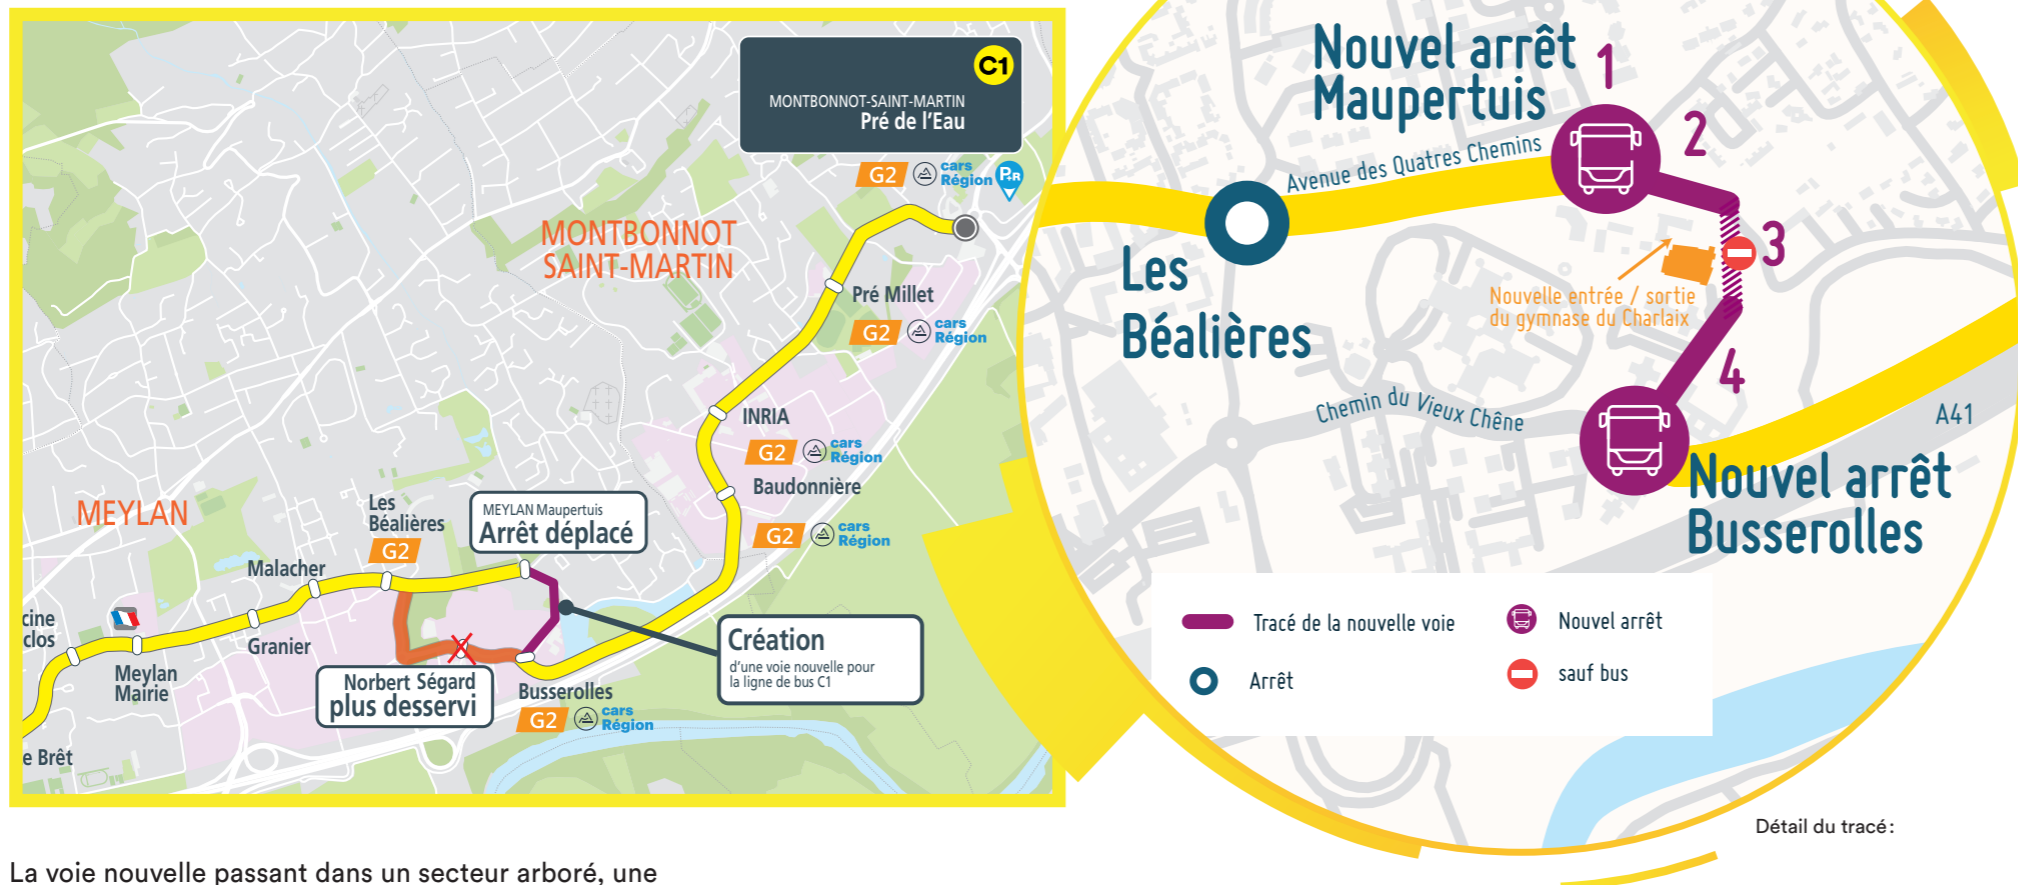 C1
MONTBONNOT-SAINT-MARTIN
Pré de l'Eau
G2
cars
Région
P+R
MONTBONNOT
SAINT-MARTIN
Pré Millet
G2
cars
Région
INRIA
G2
cars
Région
Baudonnière
G2
cars
Région
MEYLAN
Les
Béalières
G2
MEYLAN Maupertuis
Arrêt déplacé
Malacher
cine
clos
Granier
Meylan
Mairie
Norbert Ségard
plus desservi
Busserolles
G2
cars
Région
Création
d'une voie nouvelle pour
la ligne de bus C1
e Brêt
Nouvel arrêt
Maupertuis
1
2
Avenue des Quatres Chemins
3
Les
Béalières
Nouvelle entrée / sortie
du gymnase du Charlaix
4
Chemin du Vieux Chêne
A41
Nouvel arrêt
Busserolles
Tracé de la nouvelle voie
Nouvel arrêt
Arrêt
sauf bus
Détail du tracé :
La voie nouvelle passant dans un secteur arboré, une